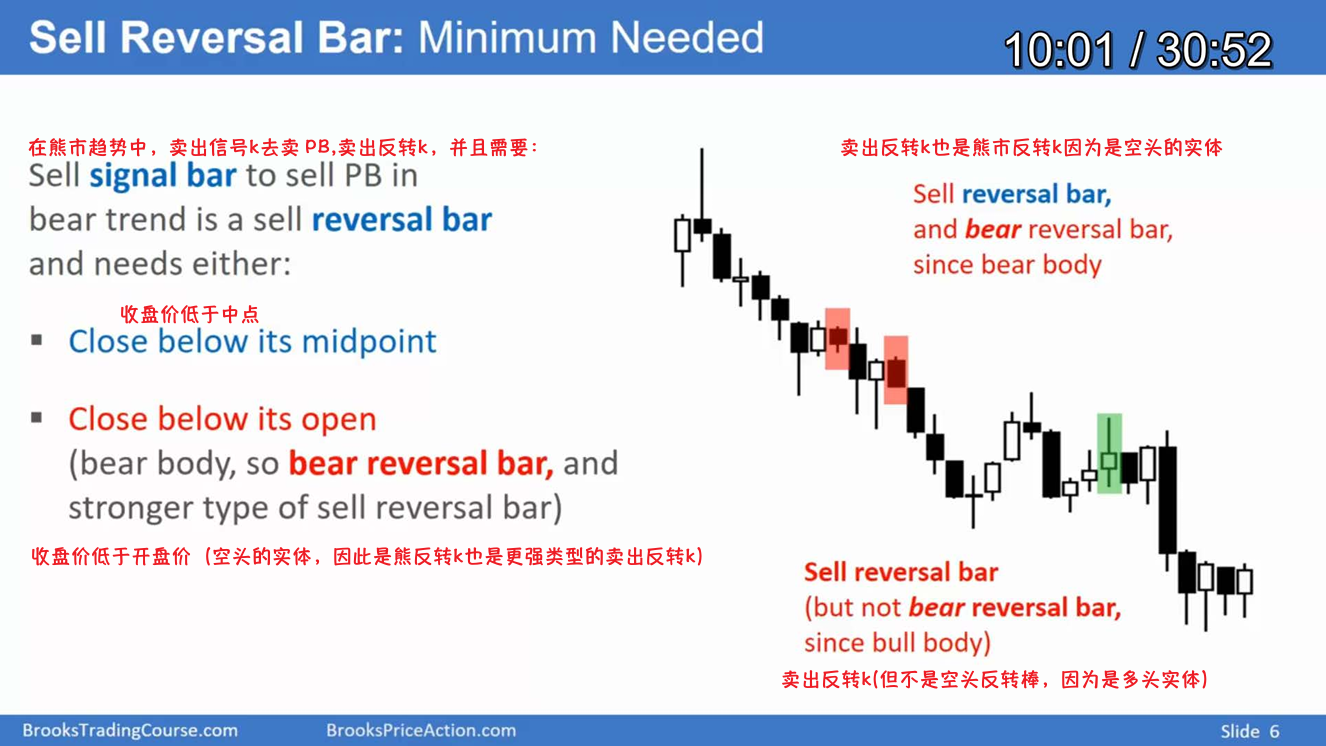 Sell Reversal Bar: Minimum Needed
10:01 / 30:52
在熊市趋势中，卖出信号k去卖 PB,卖出反转k，并且需要：
Sell signal bar to sell PB in
bear trend is a sell reversal bar
and needs either:
收盘价低于中点
▪ Close below its midpoint
▪ Close below its open
(bear body, so bear reversal bar, and
stronger type of sell reversal bar)
收盘价低于开盘价（空头的实体，因此是熊反转k也是更强类型的卖出反转k）
卖出反转k也是熊市反转k因为是空头的实体
Sell reversal bar,
and bear reversal bar,
since bear body
Sell reversal bar
(but not bear reversal bar,
since bull body)
卖出反转k(但不是空头反转棒，因为是多头实体)
BrooksTradingCourse.com
BrooksPriceAction.com
Slide 6